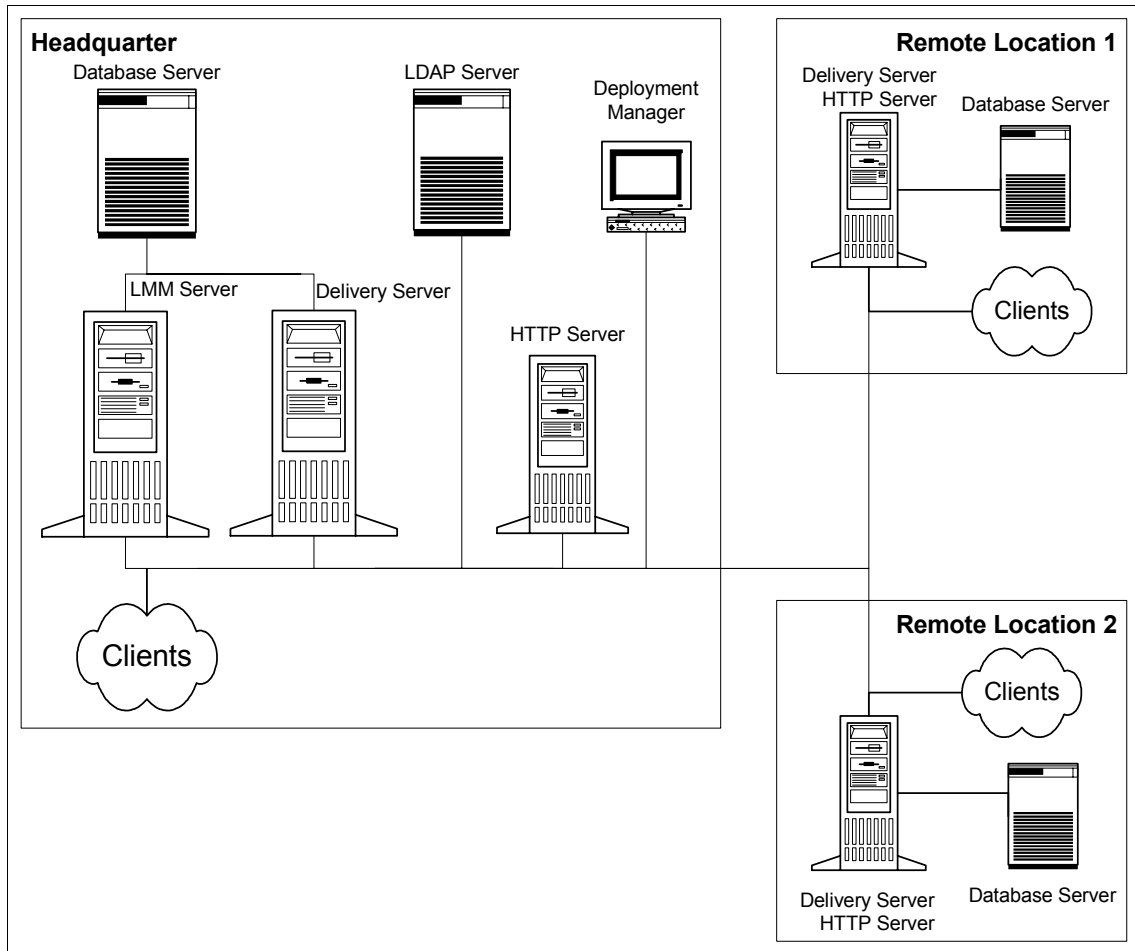 Headquarter
Database Server
LDAP Server
Deployment
Manager
LMM Server
Delivery Server
HTTP Server
Clients
Remote Location 1
Delivery Server
HTTP Server
Database Server
Clients
Remote Location 2
Clients
Delivery Server
HTTP Server
Database Server